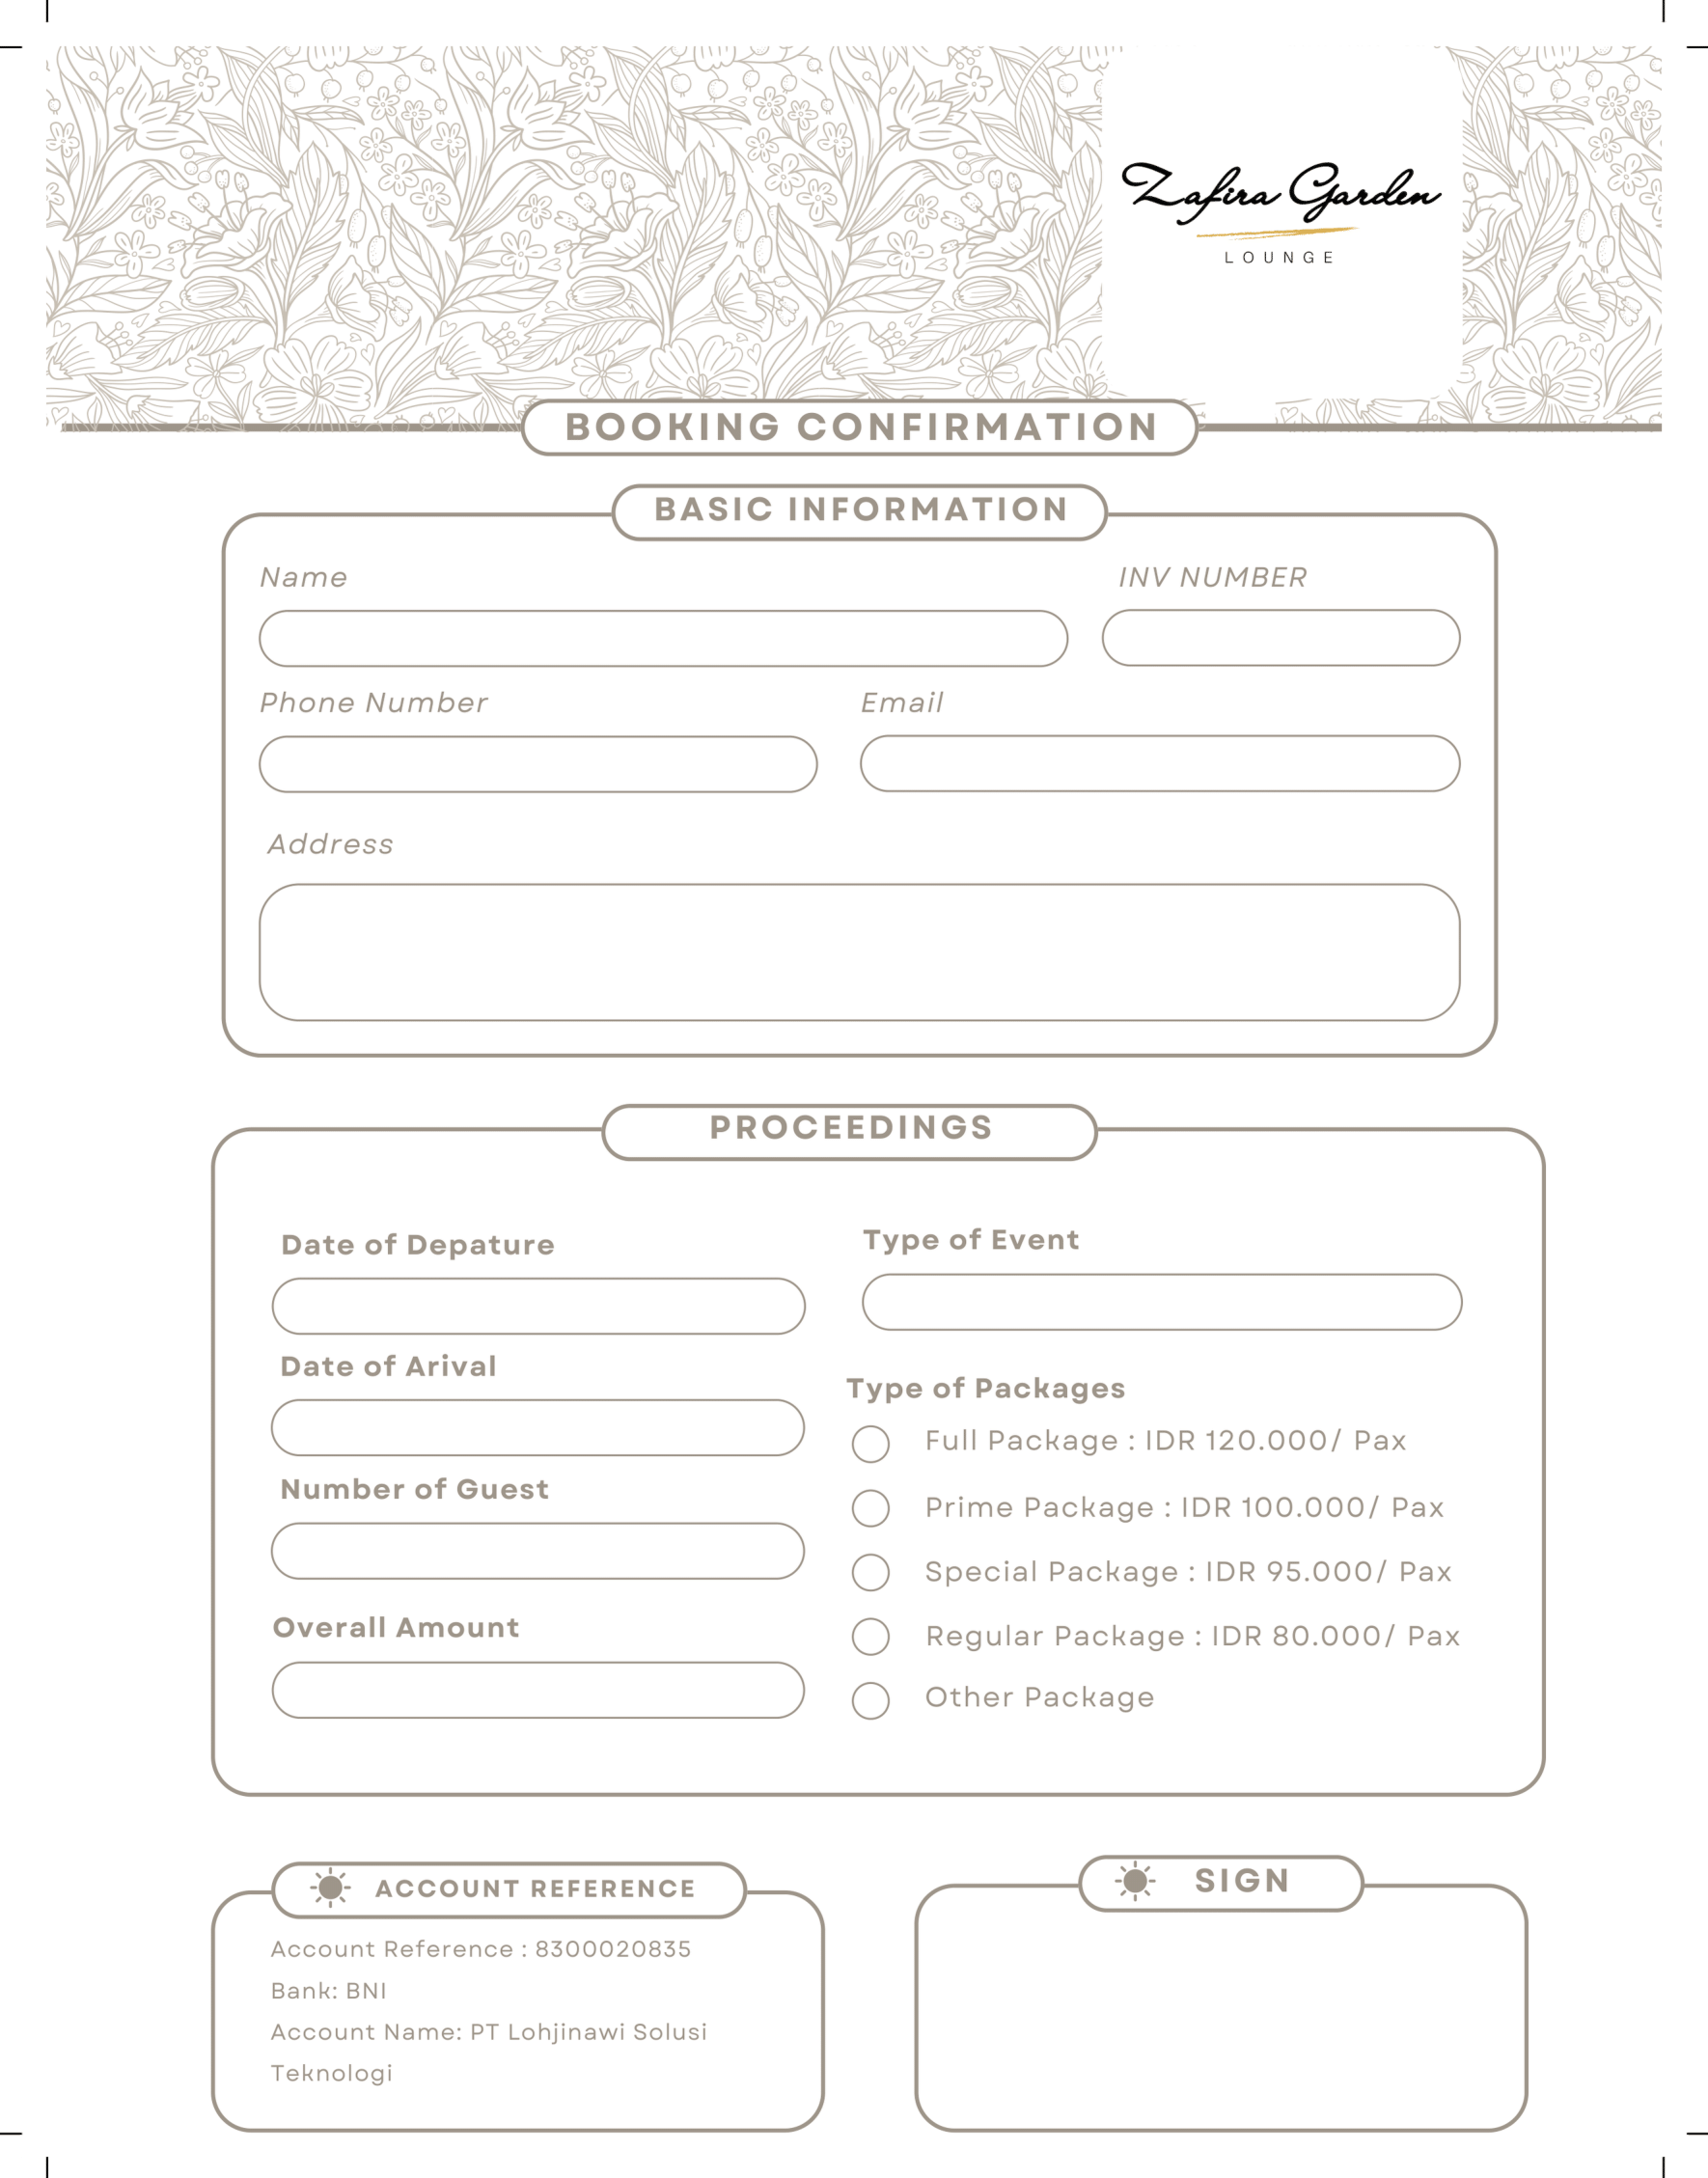 Zafira Garden
LOUNGE
BOOKING CONFIRMATION
BASIC INFORMATION
Name
INV NUMBER
Phone Number
Email
Address
PROCEEDINGS
Date of Depature
Type of Event
Date of Arival
Type of Packages
Full Package : IDR 120.000/ Pax
Number of Guest
Prime Package : IDR 100.000/ Pax
Special Package : IDR 95.000/ Pax
Overall Amount
Regular Package : IDR 80.000/ Pax
Other Package
ACCOUNT REFERENCE
Account Reference : 8300020835
Bank: BNI
Account Name: PT Lohjinawi Solusi
Teknologi
SIGN